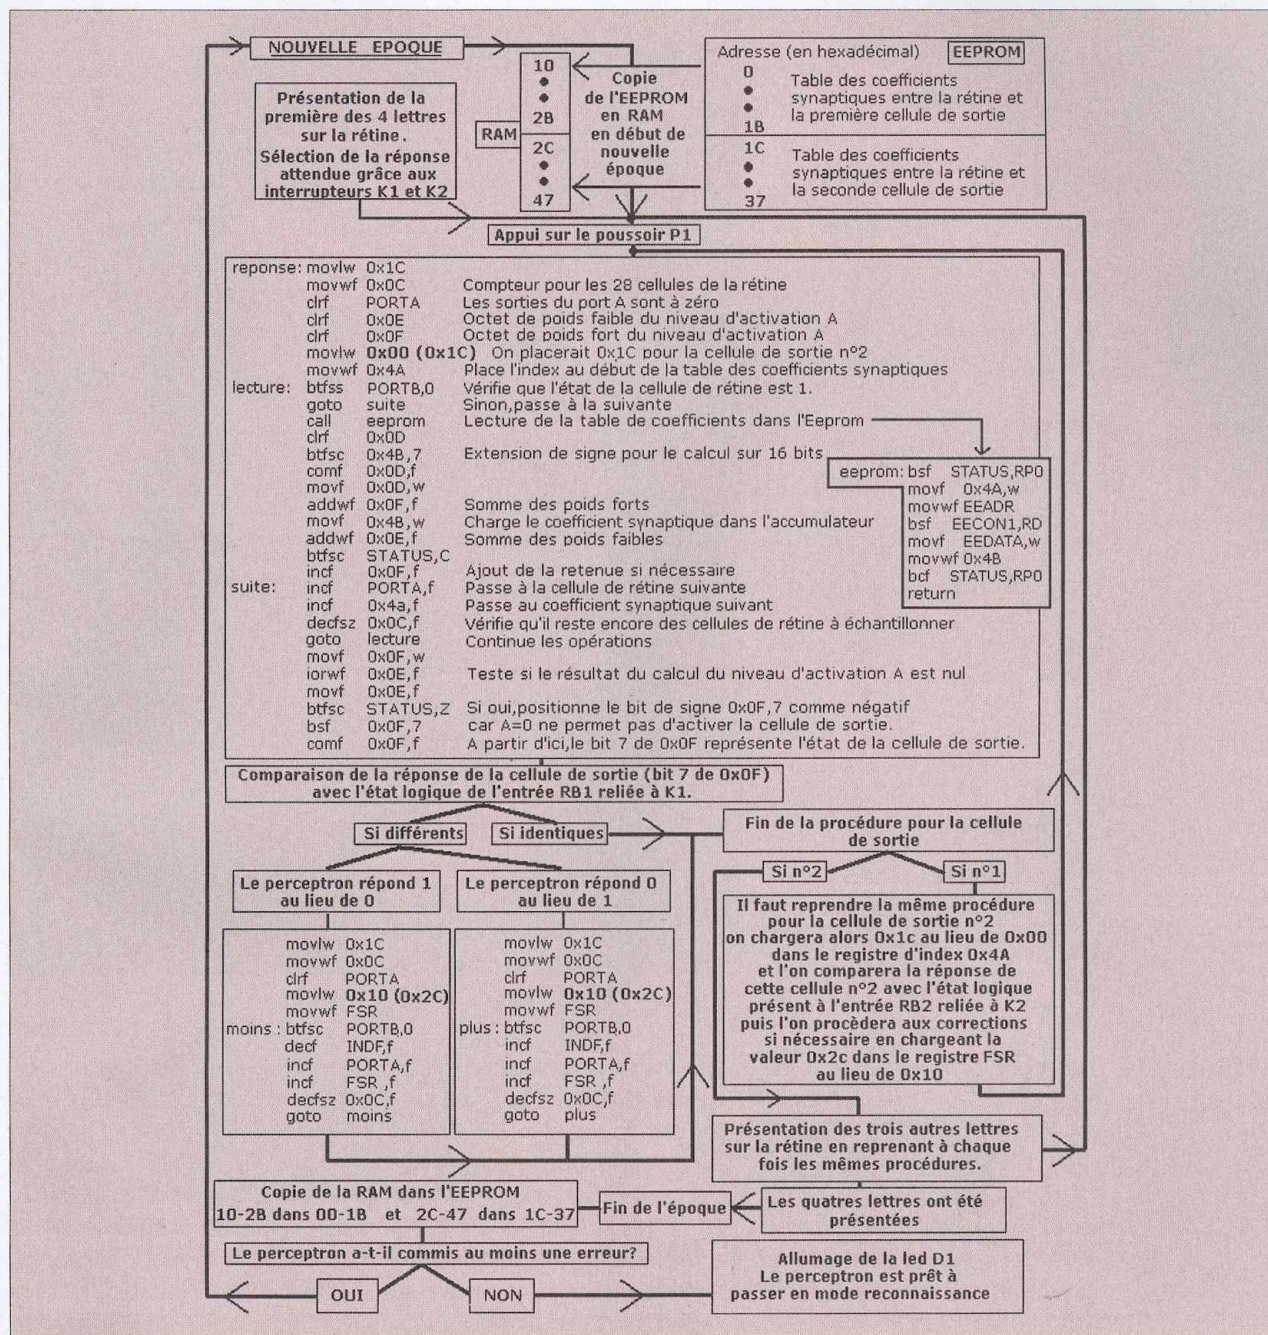 NOUVELLE EPOQUE
Présentation de la
première des 4 lettres
sur la rétine.
Sélection de la réponse
attendue grâce aux
interrupteurs K1 et K2
RAM
10
2B
2C
47
Copie
de l'EEPROM
en RAM
en début de
nouvelle
époque
Adresse (en hexadécimal) EEPROM
0
1B
Table des coefficients
synaptiques entre la rétine et
la première cellule de sortie
1C
37
Table des coefficients
synaptiques entre la rétine et
la seconde cellule de sortie
Appui sur le poussoir P1
reponse: movlw 0x1C
movwf 0x0C Compteur pour les 28 cellules de la rétine
clrf PORTA Les sorties du port A sont à zéro
clrf 0x0E Octet de poids faible du niveau d'activation A
clrf 0x0F Octet de poids fort du niveau d'activation A
movlw 0x00 (0x1C) On placerait 0x1C pour la cellule de sortie n°2
movwf 0x4A Place l'index au début de la table des coefficients synaptiques
lecture: btfss PORTB,0 Vérifie que l'état de la cellule de rétine est 1.
goto suite Sinon,passe à la suivante
call eeprom Lecture de la table de coefficients dans l'Eeprom
clrf 0x0D
btfsc 0x4B,7 Extension de signe pour le calcul sur 16 bits
comf 0x0D,f
movf 0x0D,w
addwf 0x0F,f Somme des poids forts
movf 0x4B,w Charge le coefficient synaptique dans l'accumulateur
addwf 0x0E,f Somme des poids faibles
btfsc STATUS,C
incf 0x0F,f Ajout de la retenue si nécessaire
suite: incf PORTA,f Passe à la cellule de rétine suivante
incf 0x4a,f Passe au coefficient synaptique suivant
decfsz 0x0C,f Vérifie qu'il reste encore des cellules de rétine à échantillonner
goto lecture Continue les opérations
movf 0x0F,w
iorwf 0x0E,f Teste si le résultat du calcul du niveau d'activation A est nul
movf 0x0E,f
btfsc STATUS,Z Si oui,positionne le bit de signe 0x0F,7 comme négatif
bsf 0x0F,7 car A=0 ne permet pas d'activer la cellule de sortie.
comf 0x0F,f A partir d'ici,le bit 7 de 0x0F représente l'état de la cellule de sortie.
eeprom: bsf STATUS,RP0
movf 0x4A,w
movwf EEADR
bsf EECON1,RD
movf EEDATA,w
movwf 0x4B
bcf STATUS,RP0
return
Comparaison de la réponse de la cellule de sortie (bit 7 de 0x0F)
avec l'état logique de l'entrée RB1 reliée à K1.
Si différents
Si identiques
Le perceptron répond 1
au lieu de 0
Le perceptron répond 0
au lieu de 1
movlw 0x1C
movwf 0x0C
clrf PORTA
movlw 0x10 (0x2C)
movwf FSR
moins : btfsc PORTB,0
decf INDF,f
incf PORTA,f
incf FSR ,f
decfsz 0x0C,f
goto moins
movlw 0x1C
movwf 0x0C
clrf PORTA
movlw 0x10 (0x2C)
movwf FSR
plus : btfsc PORTB,0
incf INDF,f
incf PORTA,f
incf FSR ,f
decfsz 0x0C,f
goto plus
Fin de la procédure pour la cellule
de sortie
Si n°2
Si n°1
Il faut reprendre la même procédure
pour la cellule de sortie n°2
on chargera alors 0x1c au lieu de 0x00
dans le registre d'index 0x4A
et l'on comparera la réponse de
cette cellule n°2 avec l'état logique
présent à l'entrée RB2 reliée à K2
puis l'on procèdera aux corrections
si nécessaire en chargeant la
valeur 0x2c dans le registre FSR
au lieu de 0x10
Présentation des trois autres lettres
sur la rétine en reprenant à chaque
fois les mêmes procédures.
Les quatres lettres ont été
présentées
Fin de l'époque
Copie de la RAM dans l'EEPROM
10-2B dans 00-1B et 2C-47 dans 1C-37
Le perceptron a-t-il commis au moins une erreur?
OUI
NON
Allumage de la led D1
Le perceptron est prêt à
passer en mode reconnaissance